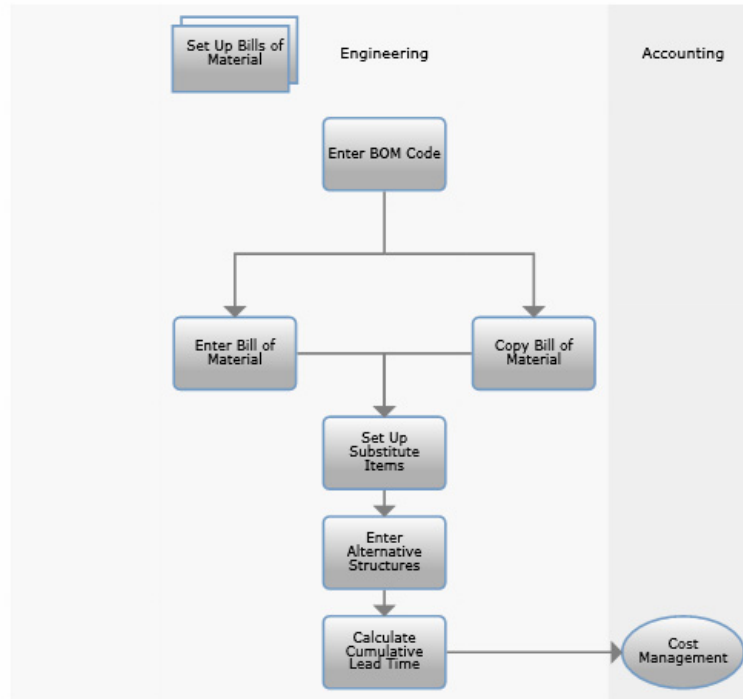 Set Up Bills of
Material
Engineering
Accounting
Enter BOM Code
Enter Bill of
Material
Copy Bill of
Material
Set Up
Substitute
Items
Enter
Alternative
Structures
Calculate
Cumulative
Lead Time
Cost
Management